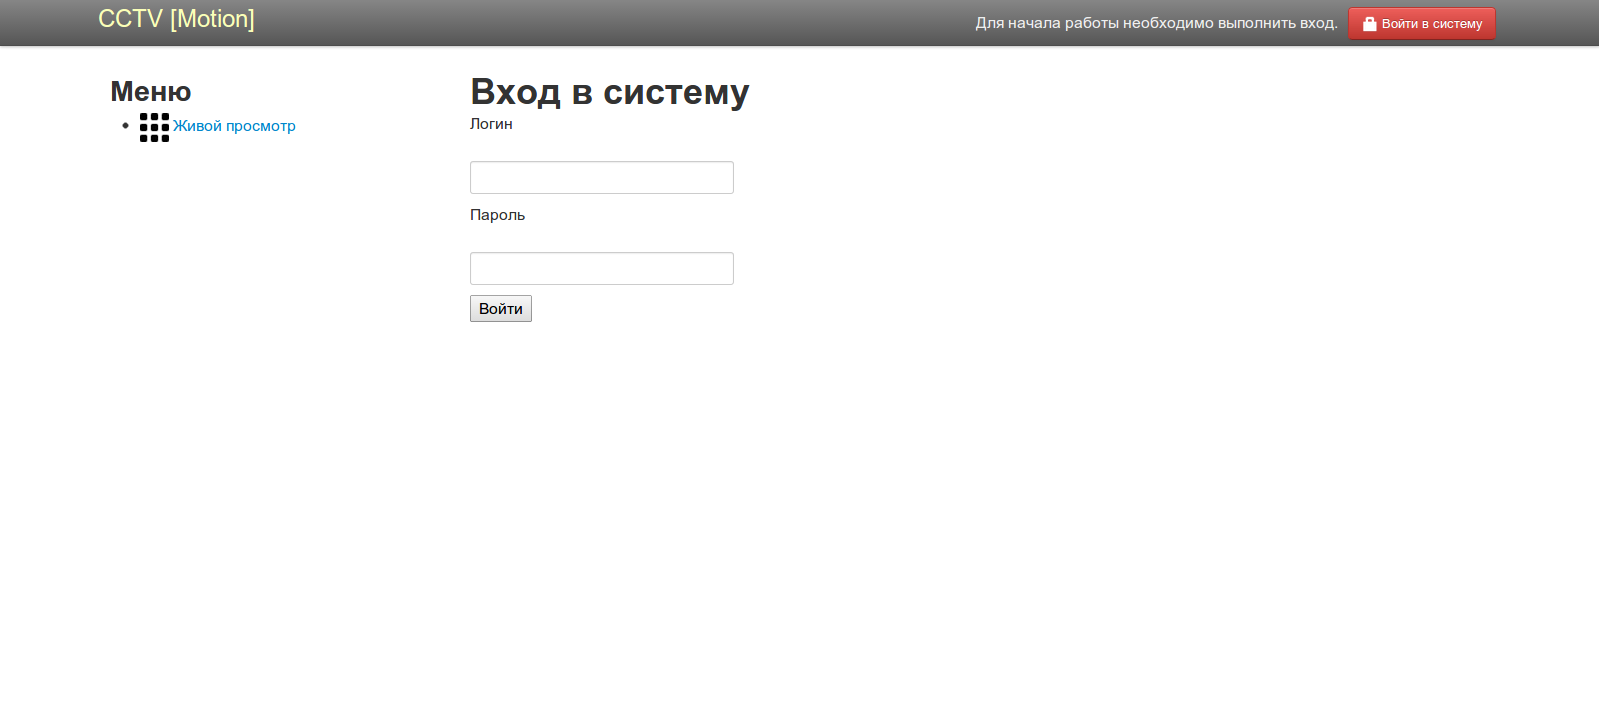 CCTV [Motion]
Для начала работы необходимо выполнить вход.
Войти в систему
Меню
Живой просмотр
Вход в систему
Логин
Пароль
Войти